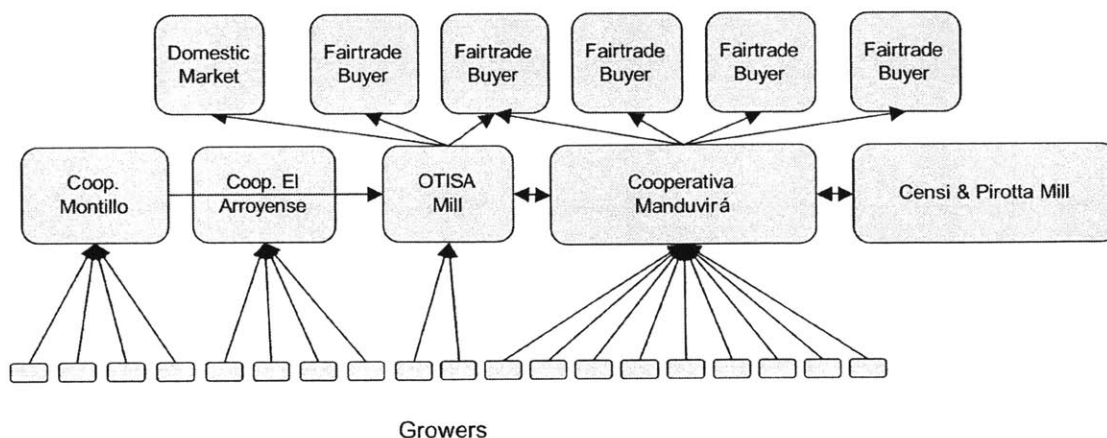 Domestic
Market
Fairtrade
Buyer
Fairtrade
Buyer
Fairtrade
Buyer
Fairtrade
Buyer
Fairtrade
Buyer
Coop.
Montillo
Coop. El
Arroyense
OTISA
Mill
Cooperativa
Manduvirá
Censi & Pirotta Mill
Growers